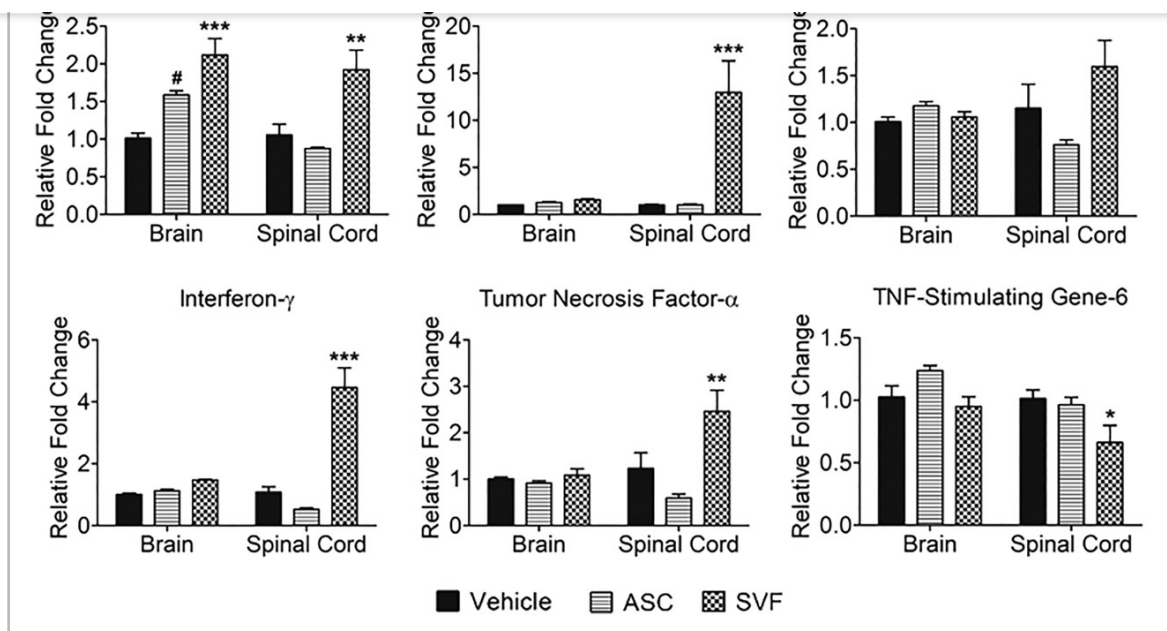 Relative Fold Change
2.5
2.0
1.5
1.0
0.5
0.0
#
***
**
Brain
Spinal Cord
Relative Fold Change
20
15
10
5
0
***
Brain
Spinal Cord
Relative Fold Change
2.0
1.5
1.0
0.5
0.0
Brain
Spinal Cord
Interferon-γ
Relative Fold Change
6
4
2
0
***
Brain
Spinal Cord
Tumor Necrosis Factor-α
Relative Fold Change
4
3
2
1
0
**
Brain
Spinal Cord
TNF-Stimulating Gene-6
Relative Fold Change
1.5
1.0
0.5
0.0
*
Brain
Spinal Cord
Vehicle ASC SVF